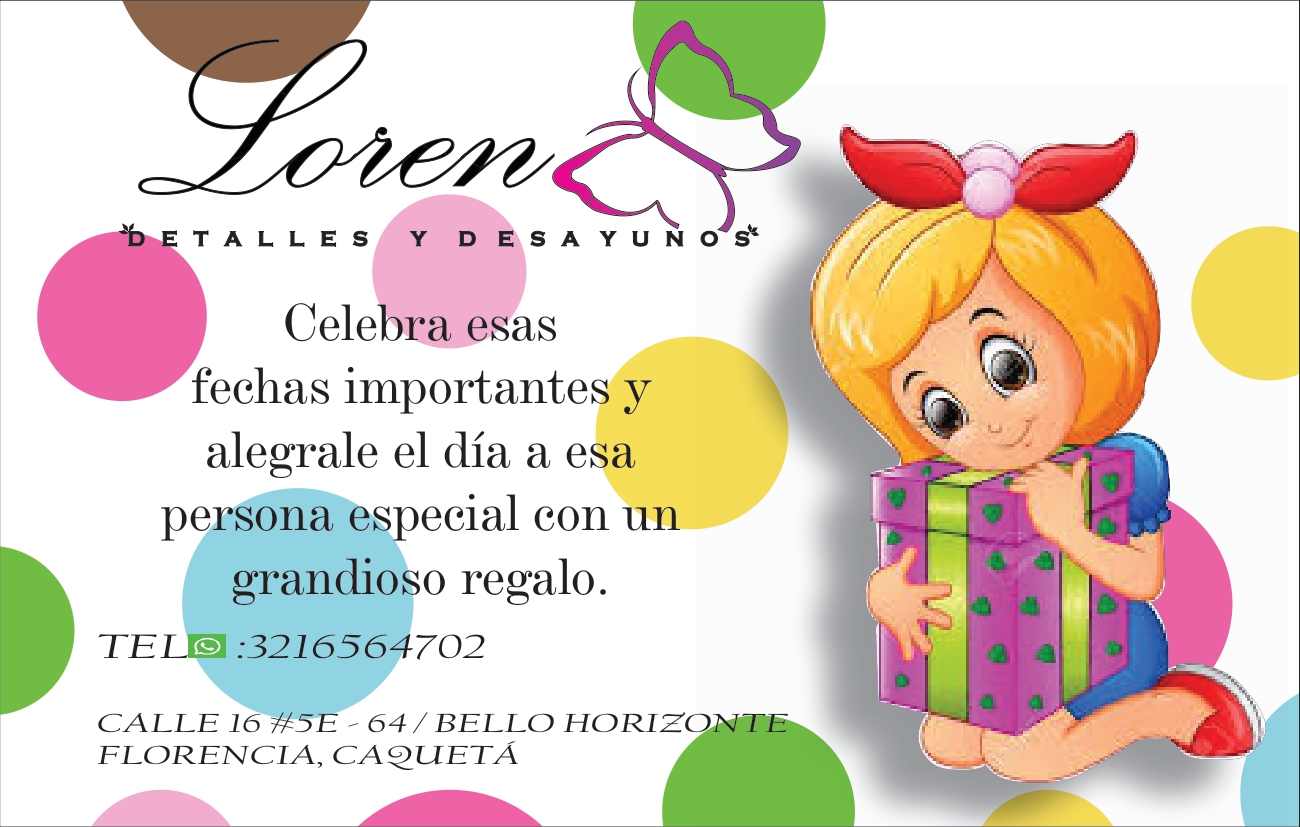 Loren
DETALLES Y DESAYUNOS
Celebra esas
fechas importantes y
alegrale el día a esa
persona especial con un
grandioso regalo.
TEL :3216564702
CALLE 16 #5E - 64 / BELLO HORIZONTE
FLORENCIA, CAQUETÁ